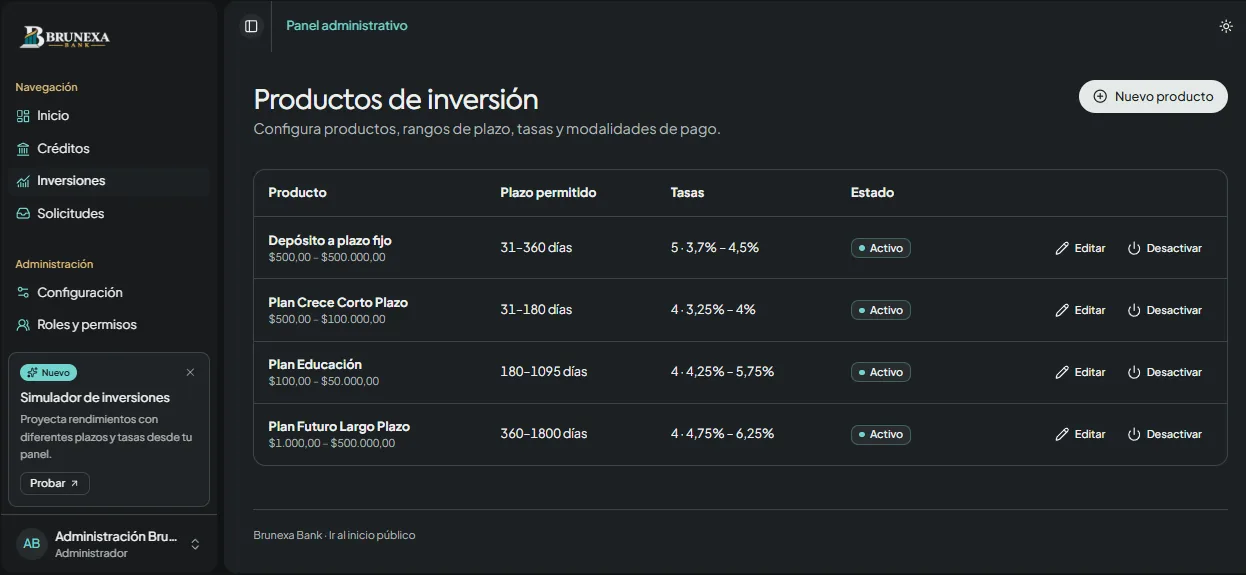 BRUNEXA
BANK
Panel administrativo
Navegación
Inicio
Créditos
Inversiones
Solicitudes
Administración
Configuración
Roles y permisos
Nuevo
Simulador de inversiones
Proyecta rendimientos con
diferentes plazos y tasas desde tu
panel.
Probar
AB
Administración Bru...
Administrador
Productos de inversión
Configura productos, rangos de plazo, tasas y modalidades de pago.
Nuevo producto
Producto Plazo permitido Tasas Estado
Depósito a plazo fijo
$500,00 – $500.000,00
31–360 días
5 · 3,7% – 4,5%
Activo
Editar
Desactivar
Plan Crece Corto Plazo
$500,00 – $100.000,00
31–180 días
4 · 3,25% – 4%
Activo
Editar
Desactivar
Plan Educación
$100,00 – $50.000,00
180–1095 días
4 · 4,25% – 5,75%
Activo
Editar
Desactivar
Plan Futuro Largo Plazo
$1.000,00 – $500.000,00
360–1800 días
4 · 4,75% – 6,25%
Activo
Editar
Desactivar
Brunexa Bank · Ir al inicio público